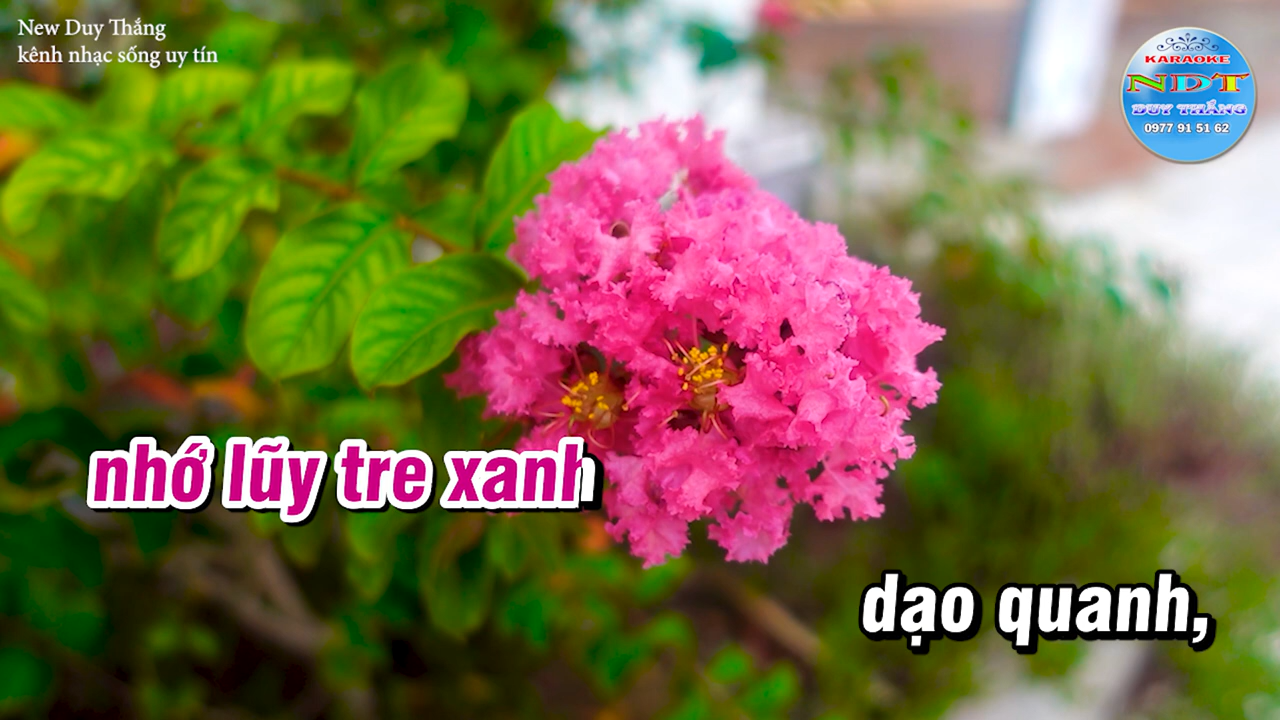 New Duy Thắng
kênh nhạc sống uy tín
KARAOKE
NDT
DUY THẮNG
0977 91 51 62
nhớ lũy tre xanh
dạo quanh,